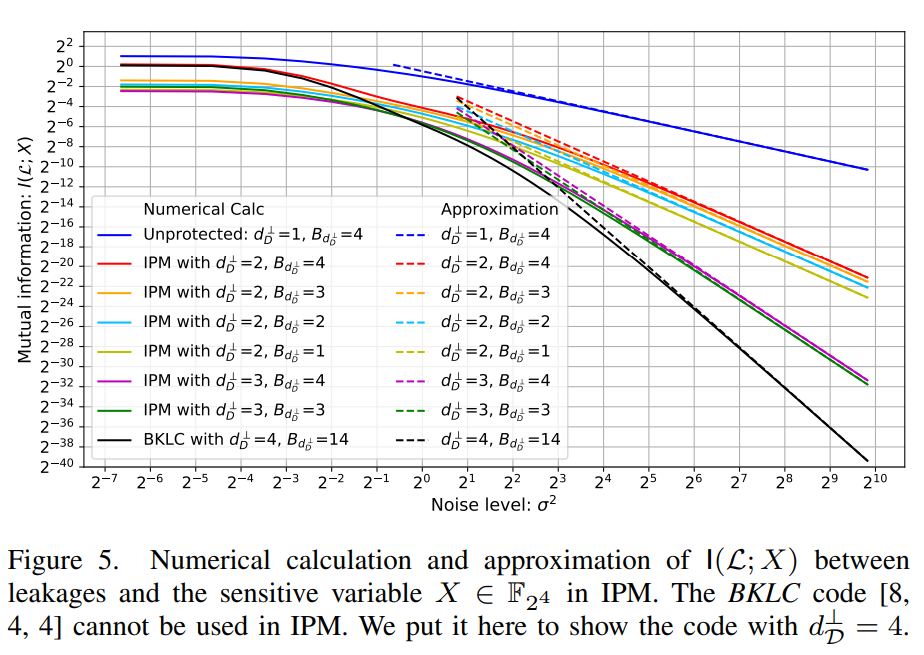 2^2
2^0
2^−2
2^−4
2^−6
2^−8
2^−10
2^−12
2^−14
2^−16
2^−18
2^−20
2^−22
2^−24
2^−26
2^−28
2^−30
2^−32
2^−34
2^−36
2^−38
2^−40
Mutual information: I(𝓛; X)
Numerical Calc
Unprotected: d_D^⊥=1, B_{d_D^⊥}=4
IPM with d_D^⊥=2, B_{d_D^⊥}=4
IPM with d_D^⊥=2, B_{d_D^⊥}=3
IPM with d_D^⊥=2, B_{d_D^⊥}=2
IPM with d_D^⊥=2, B_{d_D^⊥}=1
IPM with d_D^⊥=3, B_{d_D^⊥}=4
IPM with d_D^⊥=3, B_{d_D^⊥}=3
BKLC with d_D^⊥=4, B_{d_D^⊥}=14
Approximation
d_D^⊥=1, B_{d_D^⊥}=4
d_D^⊥=2, B_{d_D^⊥}=4
d_D^⊥=2, B_{d_D^⊥}=3
d_D^⊥=2, B_{d_D^⊥}=2
d_D^⊥=2, B_{d_D^⊥}=1
d_D^⊥=3, B_{d_D^⊥}=4
d_D^⊥=3, B_{d_D^⊥}=3
d_D^⊥=4, B_{d_D^⊥}=14
2^−7 2^−6 2^−5 2^−4 2^−3 2^−2 2^−1 2^0 2^1 2^2 2^3 2^4 2^5 2^6 2^7 2^8 2^9 2^10
Noise level: σ^2
Figure 5. Numerical calculation and approximation of I(𝓛; X) between
leakages and the sensitive variable X ∈ 𝔽_{2^4} in IPM. The BKLC code [8,
4, 4] cannot be used in IPM. We put it here to show the code with d_𝒟^⊥ = 4.